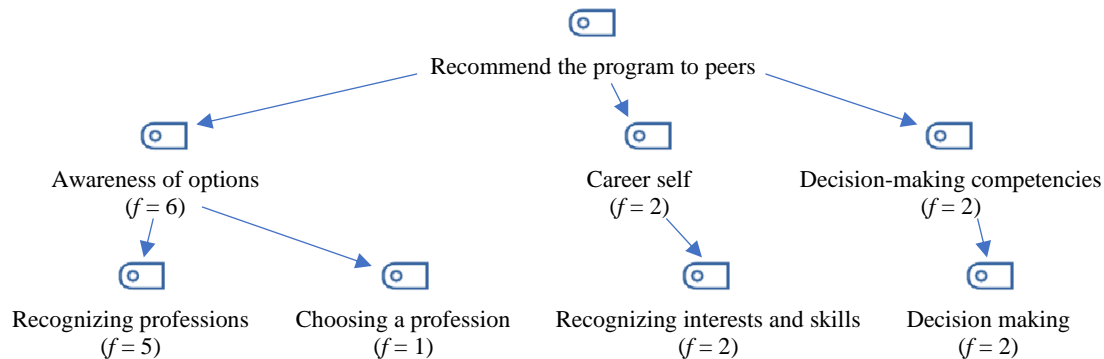 Recommend the program to peers
Awareness of options
(f = 6)
Career self
(f = 2)
Decision-making competencies
(f = 2)
Recognizing professions
(f = 5)
Choosing a profession
(f = 1)
Recognizing interests and skills
(f = 2)
Decision making
(f = 2)